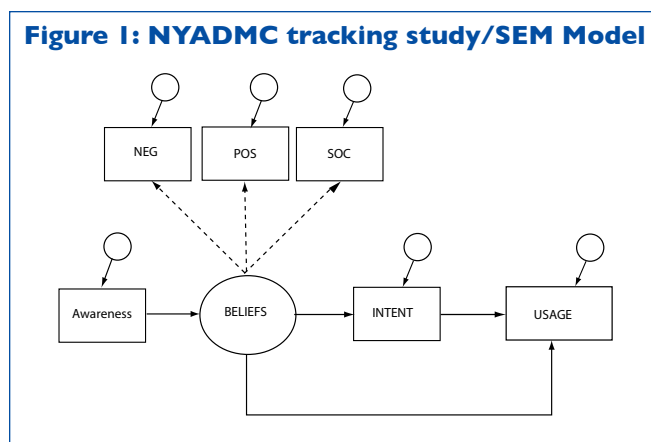 Figure 1: NYADMC tracking study/SEM Model
NEG
POS
SOC
Awareness
BELIEFS
INTENT
USAGE